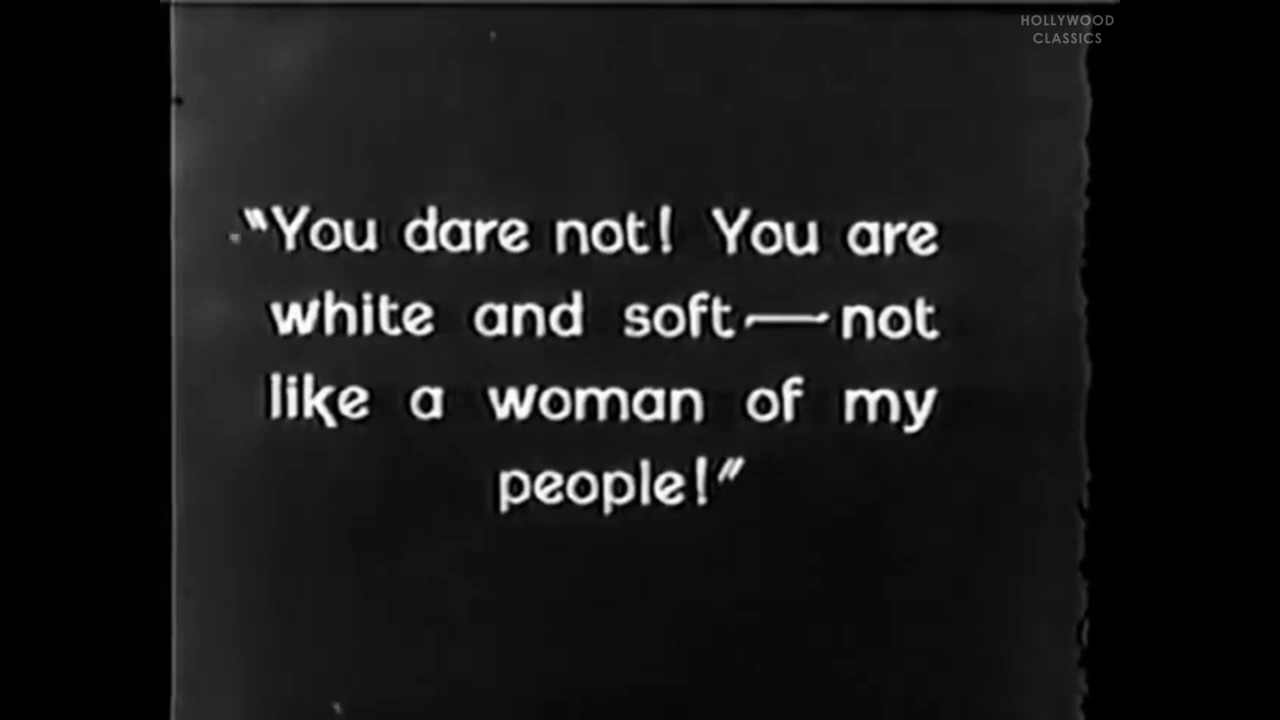 HOLLYWOOD
CLASSICS
"You dare not! You are
white and soft—not
like a woman of my
people!"